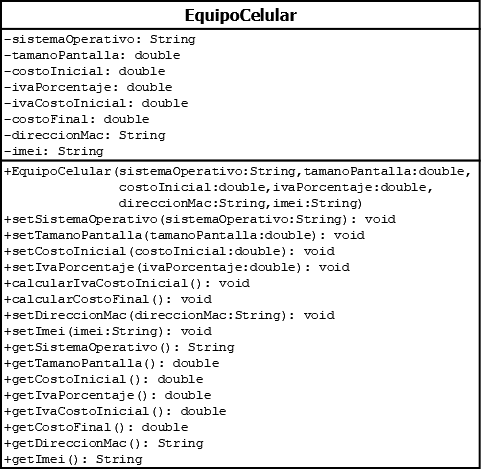 EquipoCelular
-sistemaOperativo: String
-tamanoPantalla: double
-costoInicial: double
-ivaPorcentaje: double
-ivaCostoInicial: double
-costoFinal: double
-direccionMac: String
-imei: String
+EquipoCelular(sistemaOperativo:String,tamanoPantalla:double,
costoInicial:double,ivaPorcentaje:double,
direccionMac:String,imei:String)
+setSistemaOperativo(sistemaOperativo:String): void
+setTamanoPantalla(tamanoPantalla:double): void
+setCostoInicial(costoInicial:double): void
+setIvaPorcentaje(ivaPorcentaje:double): void
+calcularIvaCostoInicial(): void
+calcularCostoFinal(): void
+setDireccionMac(direccionMac:String): void
+setImei(imei:String): void
+getSistemaOperativo(): String
+getTamanoPantalla(): double
+getCostoInicial(): double
+getIvaPorcentaje(): double
+getIvaCostoInicial(): double
+getCostoFinal(): double
+getDireccionMac(): String
+getImei(): String